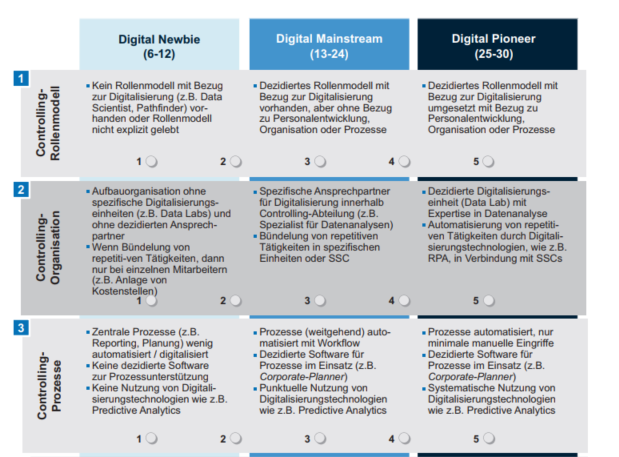 Digital Newbie
(6-12)
Digital Mainstream
(13-24)
Digital Pioneer
(25-30)
1
Controlling-
Rollenmodell
▪ Kein Rollenmodell mit Bezug
zur Digitalisierung (z.B. Data
Scientist, Pathfinder) vor-
handen oder Rollenmodell
nicht explizit gelebt
▪ Dezidiertes Rollenmodell mit
Bezug zur Digitalisierung
vorhanden, aber ohne Bezug
zu Personalentwicklung,
Organisation oder Prozesse
▪ Dezidiertes Rollenmodell mit
Bezug zur Digitalisierung
umgesetzt mit Bezug zu
Personalentwicklung,
Organisation oder Prozesse
1 2 3 4 5
2
Controlling-
Organisation
▪ Aufbauorganisation ohne
spezifische Digitalisierungs-
einheiten (z.B. Data Labs) und
ohne dezidierten Ansprech-
partner
▪ Wenn Bündelung von
repetiti-ven Tätigkeiten, dann
nur bei einzelnen Mitarbeitern
(z.B. Anlage von
Kostenstellen)
▪ Spezifische Ansprechpartner
für Digitalisierung innerhalb
Controlling-Abteilung (z.B.
Spezialist für Datenanalysen)
▪ Bündelung von repetitiven
Tätigkeiten in spezifischen
Einheiten oder SSC
▪ Dezidierte Digitalisierungs-
einheit (Data Lab) mit
Expertise in Datenanalyse
▪ Automatisierung von repetiti-
ven Tätigkeiten durch Digitali-
sierungstechnologien, wie z.B.
RPA, in Verbindung mit SSCs
1 2 3 4 5
3
Controlling-
Prozesse
▪ Zentrale Prozesse (z.B.
Reporting, Planung) wenig
automatisiert / digitalisiert
▪ Keine dezidierte Software
zur Prozessunterstützung
▪ Keine Nutzung von Digitali-
sierungstechnologien wie z.B.
Predictive Analytics
▪ Prozesse (weitgehend) auto-
matisiert mit Workflow
▪ Dezidierte Software für
Prozesse im Einsatz (z.B.
Corporate-Planner)
▪ Punktuelle Nutzung von
Digitalisierungstechnologien
wie z.B. Predictive Analytics
▪ Prozesse automatisiert, nur
minimale manuelle Eingriffe
▪ Dezidierte Software für
Prozesse im Einsatz (z.B.
Corporate-Planner)
▪ Systematische Nutzung von
Digitalisierungstechnologien
wie z.B. Predictive Analytics
1 2 3 4 5